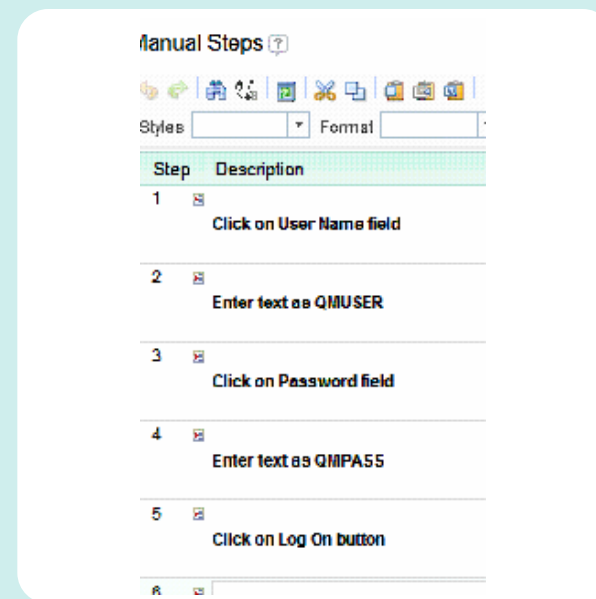 Manual Steps ?
Styles Format
Step Description
1
Click on User Name field
2
Enter text as QMUSER
3
Click on Password field
4
Enter text as QMPASS
5
Click on Log On button
6